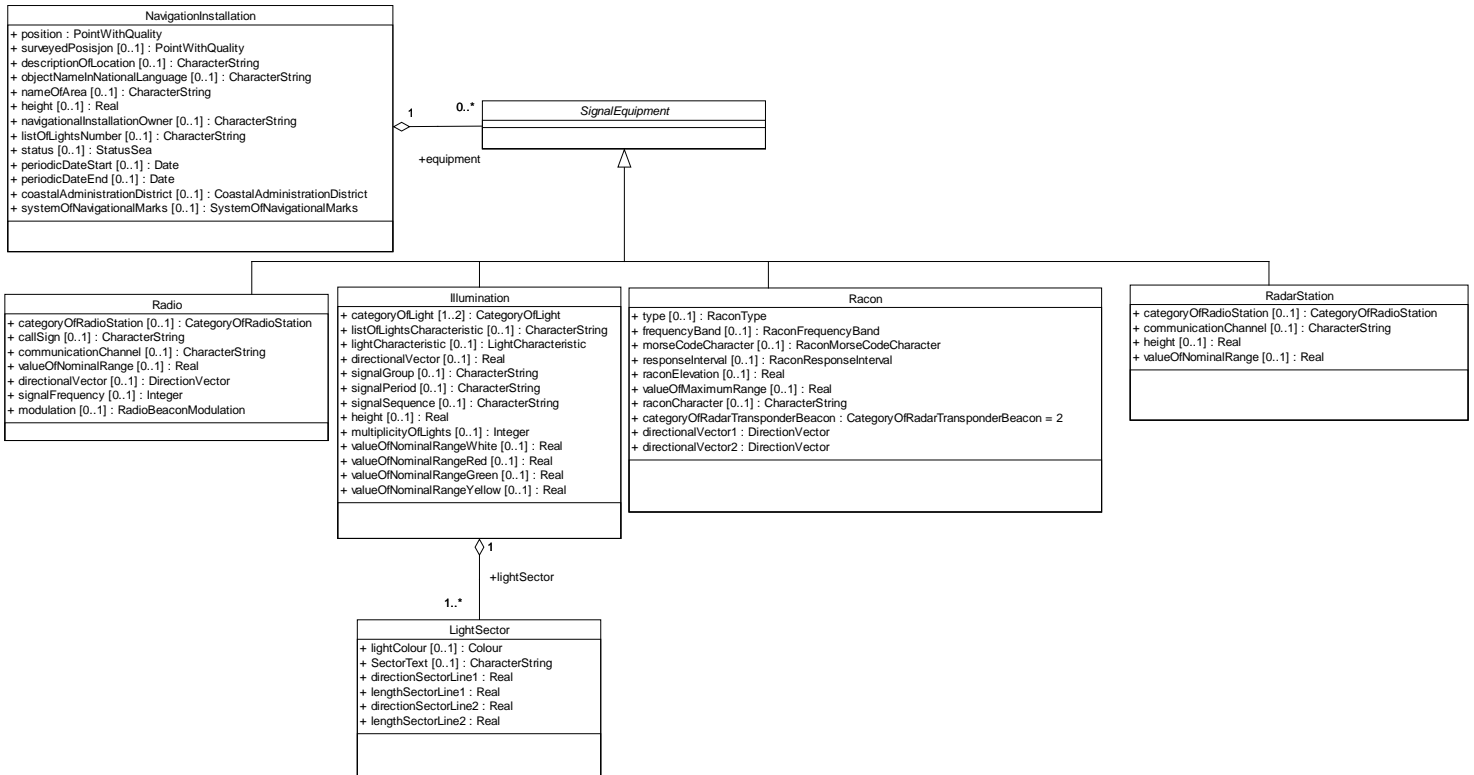 NavigationInstallation
+ position : PointWithQuality
+ surveyedPosisjon [0..1] : PointWithQuality
+ descriptionOfLocation [0..1] : CharacterString
+ objectNameInNationalLanguage [0..1] : CharacterString
+ nameOfArea [0..1] : CharacterString
+ height [0..1] : Real
+ navigationalInstallationOwner [0..1] : CharacterString
+ listOfLightsNumber [0..1] : CharacterString
+ status [0..1] : StatusSea
+ periodicDateStart [0..1] : Date
+ periodicDateEnd [0..1] : Date
+ coastalAdministrationDistrict [0..1] : CoastalAdministrationDistrict
+ systemOfNavigationalMarks [0..1] : SystemOfNavigationalMarks
1
0..*
+equipment
SignalEquipment
Radio
+ categoryOfRadioStation [0..1] : CategoryOfRadioStation
+ callSign [0..1] : CharacterString
+ communicationChannel [0..1] : CharacterString
+ valueOfNominalRange [0..1] : Real
+ directionalVector [0..1] : DirectionVector
+ signalFrequency [0..1] : Integer
+ modulation [0..1] : RadioBeaconModulation
Illumination
+ categoryOfLight [1..2] : CategoryOfLight
+ listOfLightsCharacteristic [0..1] : CharacterString
+ lightCharacteristic [0..1] : LightCharacteristic
+ directionalVector [0..1] : Real
+ signalGroup [0..1] : CharacterString
+ signalPeriod [0..1] : CharacterString
+ signalSequence [0..1] : CharacterString
+ height [0..1] : Real
+ multiplicityOfLights [0..1] : Integer
+ valueOfNominalRangeWhite [0..1] : Real
+ valueOfNominalRangeRed [0..1] : Real
+ valueOfNominalRangeGreen [0..1] : Real
+ valueOfNominalRangeYellow [0..1] : Real
Racon
+ type [0..1] : RaconType
+ frequencyBand [0..1] : RaconFrequencyBand
+ morseCodeCharacter [0..1] : RaconMorseCodeCharacter
+ responseInterval [0..1] : RaconResponseInterval
+ raconElevation [0..1] : Real
+ valueOfMaximumRange [0..1] : Real
+ raconCharacter [0..1] : CharacterString
+ categoryOfRadarTransponderBeacon : CategoryOfRadarTransponderBeacon = 2
+ directionalVector1 : DirectionVector
+ directionalVector2 : DirectionVector
RadarStation
+ categoryOfRadioStation [0..1] : CategoryOfRadioStation
+ communicationChannel [0..1] : CharacterString
+ height [0..1] : Real
+ valueOfNominalRange [0..1] : Real
1
+lightSector
1..*
LightSector
+ lightColour [0..1] : Colour
+ SectorText [0..1] : CharacterString
+ directionSectorLine1 : Real
+ lengthSectorLine1 : Real
+ directionSectorLine2 : Real
+ lengthSectorLine2 : Real